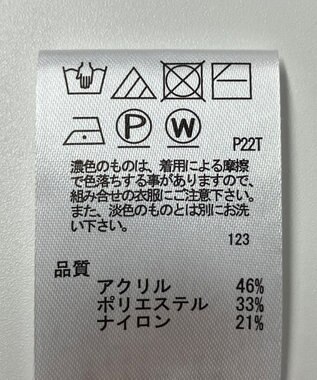 P W P22T
濃色のものは、着用による摩擦
で色落ちする事がありますので、
組み合せの衣服にご注意下さい。
また、淡色のものとは別にお洗
い下さい。
123
品質
アクリル 46%
ポリエステル 33%
ナイロン 21%